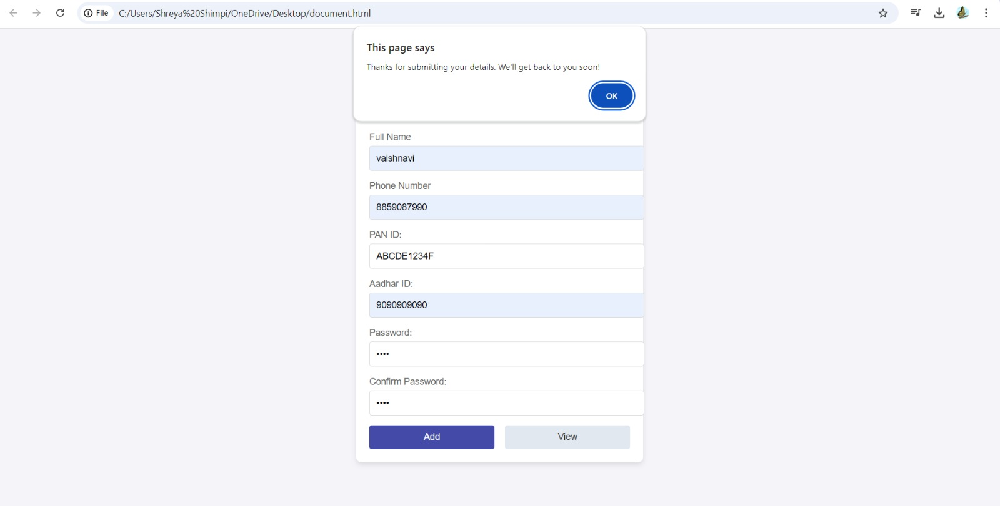 File C:/Users/Shreya%20Shimpi/OneDrive/Desktop/document.html
This page says
Thanks for submitting your details. We'll get back to you soon!
OK
Full Name
vaishnavi
Phone Number
8859087990
PAN ID:
ABCDE1234F
Aadhar ID:
9090909090
Password:
••••
Confirm Password:
••••
Add View